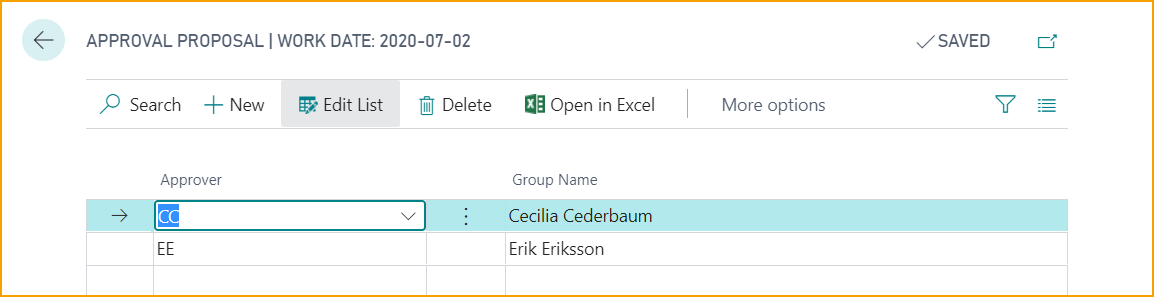 APPROVAL PROPOSAL | WORK DATE: 2020-07-02
SAVED
Search New Edit List Delete Open in Excel More options
Approver Group Name
CC Cecilia Cederbaum
EE Erik Eriksson